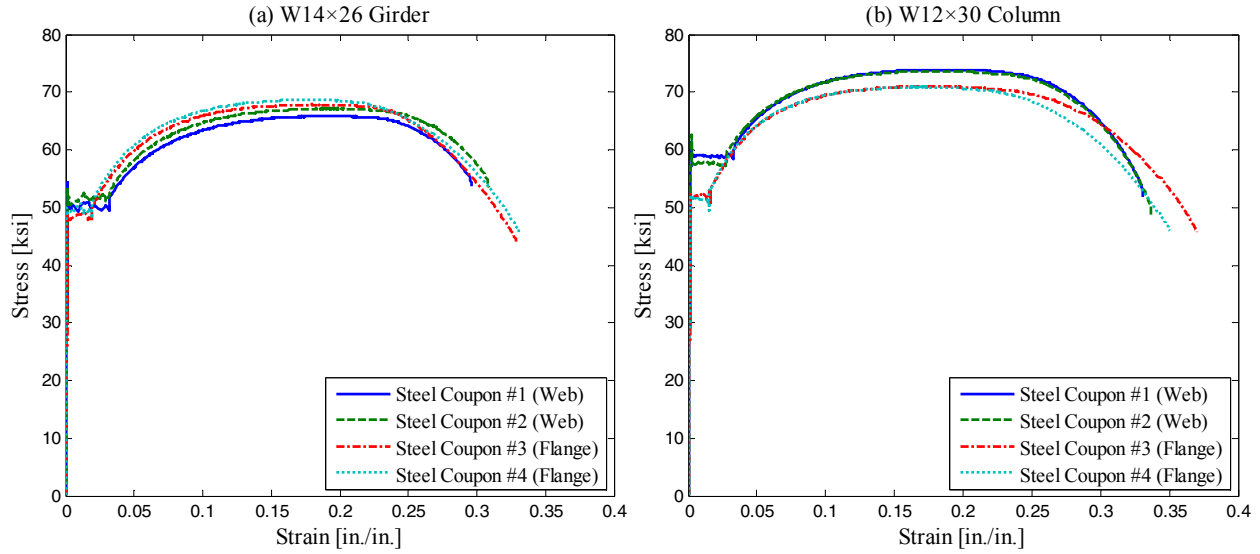 (a) W14×26 Girder
80
70
60
50
40
30
20
10
0
Stress [ksi]
0 0.05 0.1 0.15 0.2 0.25 0.3 0.35 0.4
Strain [in./in.]
Steel Coupon #1 (Web)
Steel Coupon #2 (Web)
Steel Coupon #3 (Flange)
Steel Coupon #4 (Flange)
(b) W12×30 Column
80
70
60
50
40
30
20
10
0
Stress [ksi]
0 0.05 0.1 0.15 0.2 0.25 0.3 0.35 0.4
Strain [in./in.]
Steel Coupon #1 (Web)
Steel Coupon #2 (Web)
Steel Coupon #3 (Flange)
Steel Coupon #4 (Flange)